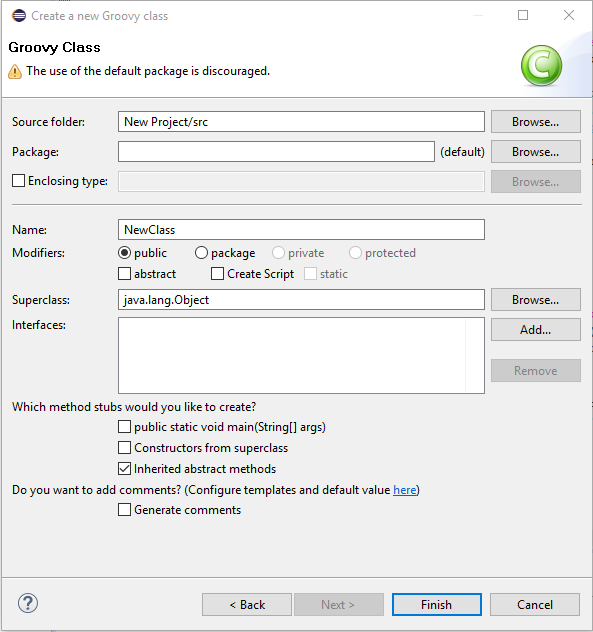 Create a new Groovy class
Groovy Class
The use of the default package is discouraged.
Source folder: New Project/src Browse...
Package: (default) Browse...
Enclosing type: Browse...
Name: NewClass
Modifiers: public package private protected
abstract Create Script static
Superclass: java.lang.Object Browse...
Interfaces: Add...
Remove
Which method stubs would you like to create?
public static void main(String[] args)
Constructors from superclass
Inherited abstract methods
Do you want to add comments? (Configure templates and default value here)
Generate comments
? < Back Next > Finish Cancel